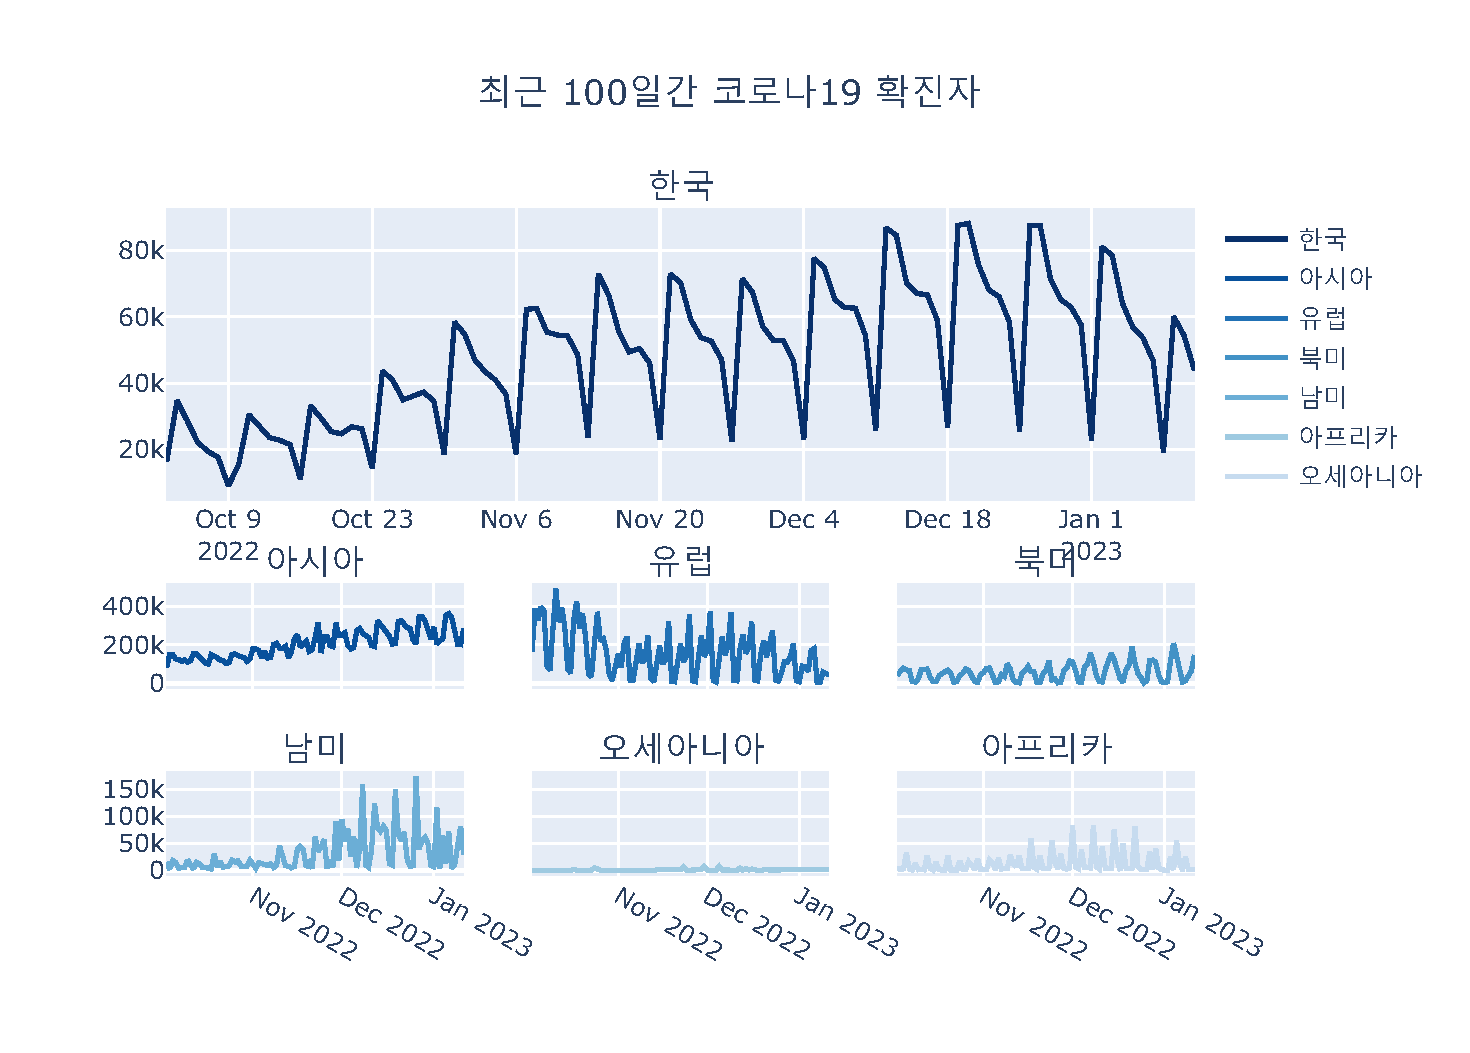 최근 100일간 코로나19 확진자
한국
80k
60k
40k
20k
Oct 9
2022
Oct 23
Nov 6
Nov 20
Dec 4
Dec 18
Jan 1
2023
한국
아시아
유럽
북미
남미
아프리카
오세아니아
아시아
유럽
북미
400k
200k
0
남미
오세아니아
아프리카
150k
100k
50k
0
Nov 2022
Dec 2022
Jan 2023
Nov 2022
Dec 2022
Jan 2023
Nov 2022
Dec 2022
Jan 2023